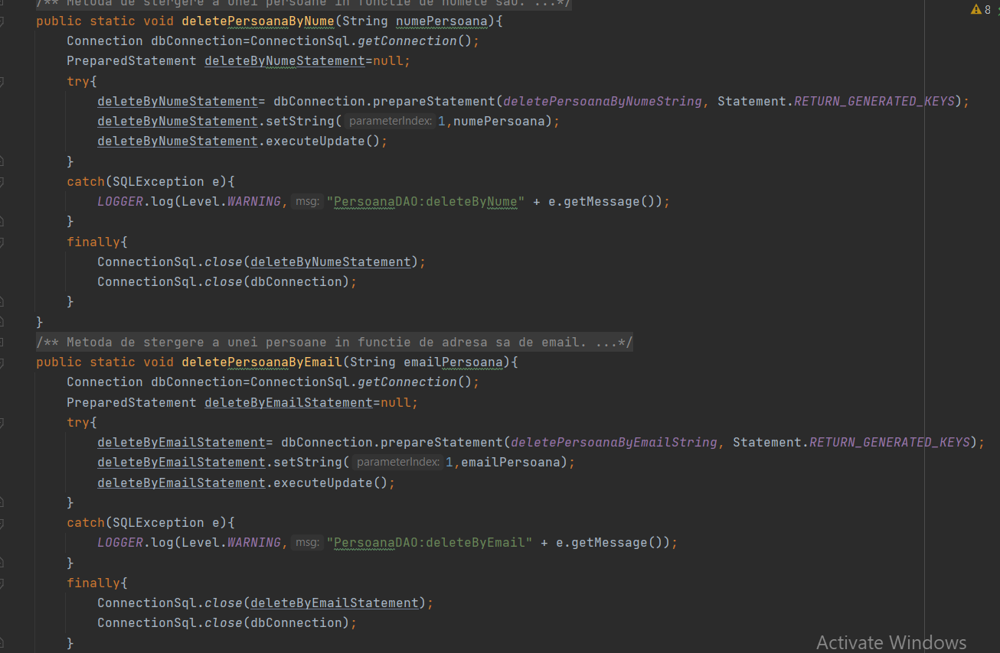 /** Metoda de stergere a unei persoane in functie de numele sau. ...*/
8
public static void deletePersoanaByNume(String numePersoana){
Connection dbConnection=ConnectionSql.getConnection();
PreparedStatement deleteByNumeStatement=null;
try{
deleteByNumeStatement= dbConnection.prepareStatement(deletePersoanaByNumeString, Statement.RETURN_GENERATED_KEYS);
deleteByNumeStatement.setString( parameterIndex: 1,numePersoana);
deleteByNumeStatement.executeUpdate();
}
catch(SQLException e){
LOGGER.log(Level.WARNING, msg: "PersoanaDAO:deleteByNume" + e.getMessage());
}
finally{
ConnectionSql.close(deleteByNumeStatement);
ConnectionSql.close(dbConnection);
}
}
/** Metoda de stergere a unei persoane in functie de adresa sa de email. ...*/
public static void deletePersoanaByEmail(String emailPersoana){
Connection dbConnection=ConnectionSql.getConnection();
PreparedStatement deleteByEmailStatement=null;
try{
deleteByEmailStatement= dbConnection.prepareStatement(deletePersoanaByEmailString, Statement.RETURN_GENERATED_KEYS);
deleteByEmailStatement.setString( parameterIndex: 1,emailPersoana);
deleteByEmailStatement.executeUpdate();
}
catch(SQLException e){
LOGGER.log(Level.WARNING, msg: "PersoanaDAO:deleteByEmail" + e.getMessage());
}
finally{
ConnectionSql.close(deleteByEmailStatement);
ConnectionSql.close(dbConnection);
}
Activate Windows